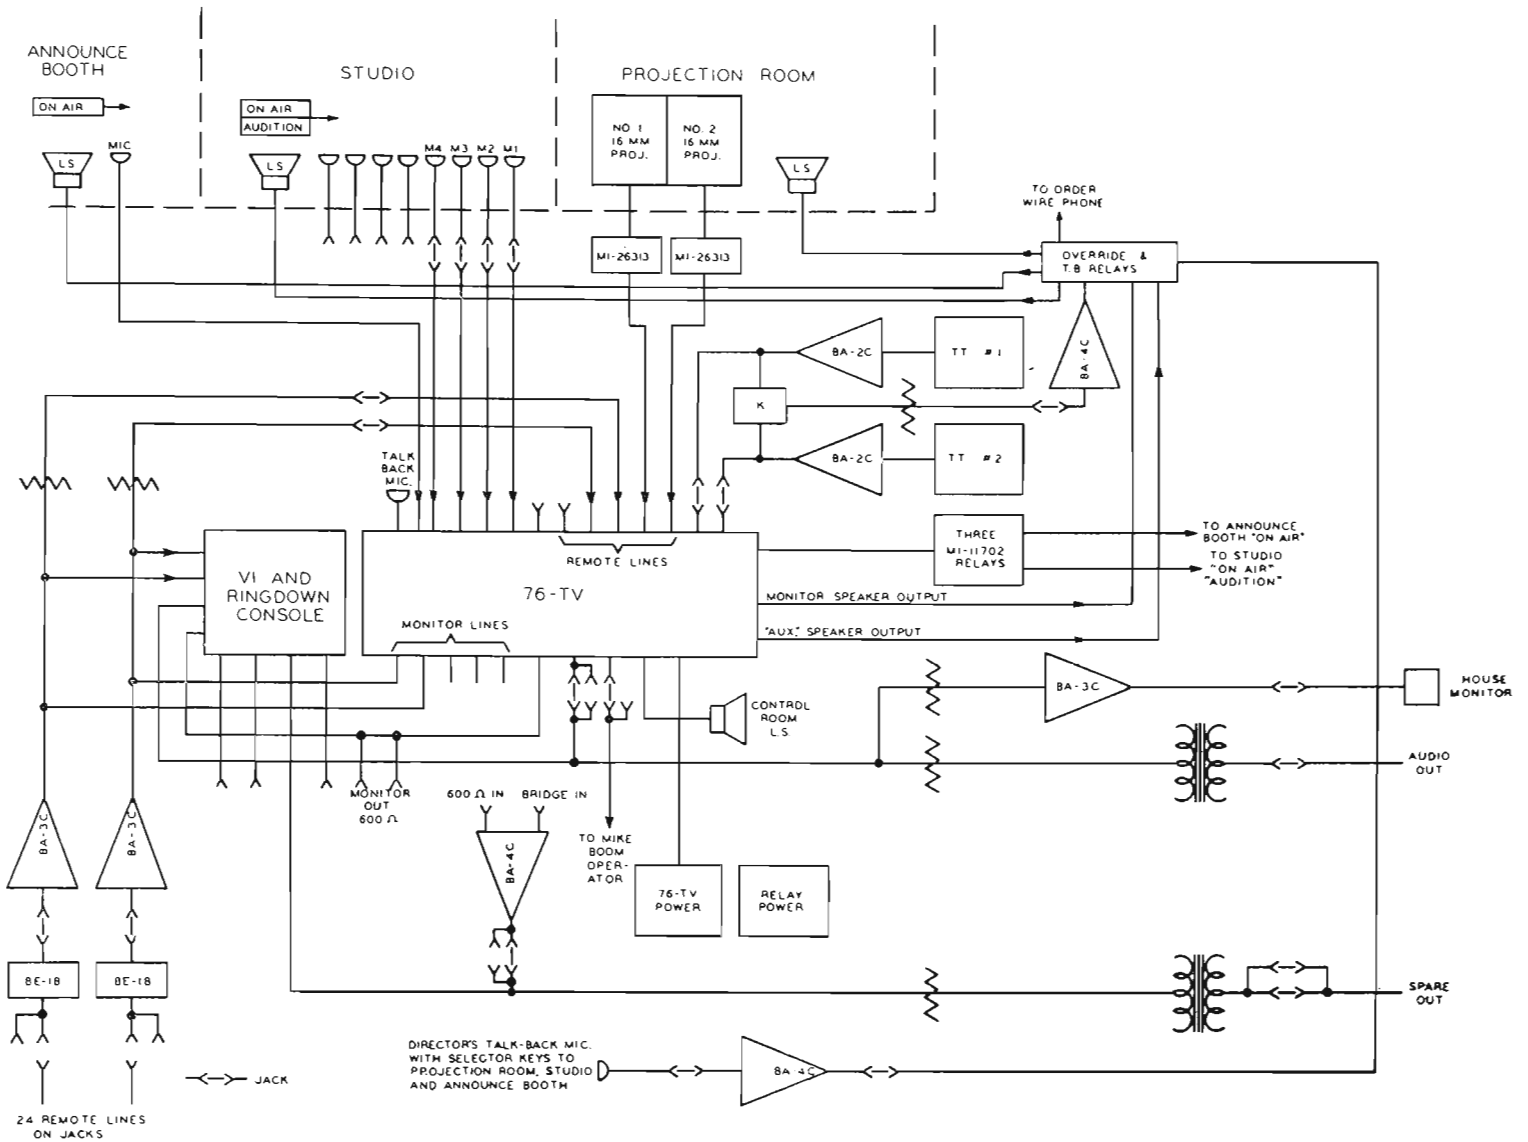 ANNOUNCE
BOOTH
ON AIR
LS
MIC
STUDIO
ON AIR
AUDITION
LS
M4 M3 M2 M1
PROJECTION ROOM
NO. 1
16 MM
PROJ.
NO. 2
16 MM
PROJ.
LS
MI-26313
MI-26313
TO ORDER
WIRE PHONE
OVERRIDE &
T.B RELAYS
BA-2C
TT #1
BA-4C
K
BA-2C
TT #2
TALK
BACK
MIC.
VI AND
RINGDOWN
CONSOLE
REMOTE LINES
76-TV
MONITOR LINES
THREE
MI-11702
RELAYS
TO ANNOUNCE
BOOTH "ON AIR"
TO STUDIO
"ON AIR"
"AUDITION"
MONITOR SPEAKER OUTPUT
"AUX." SPEAKER OUTPUT
BA-3C
HOUSE
MONITOR
CONTROL
ROOM
L.S.
AUDIO
OUT
MONITOR
OUT
600 Ω
600 Ω IN
BRIDGE IN
BA-4C
TO MIKE
BOOM
OPER-
ATOR
76-TV
POWER
RELAY
POWER
BA-3C
BA-3C
BE-1B
BE-1B
SPARE
OUT
DIRECTOR'S TALK-BACK MIC.
WITH SELECTOR KEYS TO
PROJECTION ROOM, STUDIO
AND ANNOUNCE BOOTH
BA-4C
JACK
24 REMOTE LINES
ON JACKS